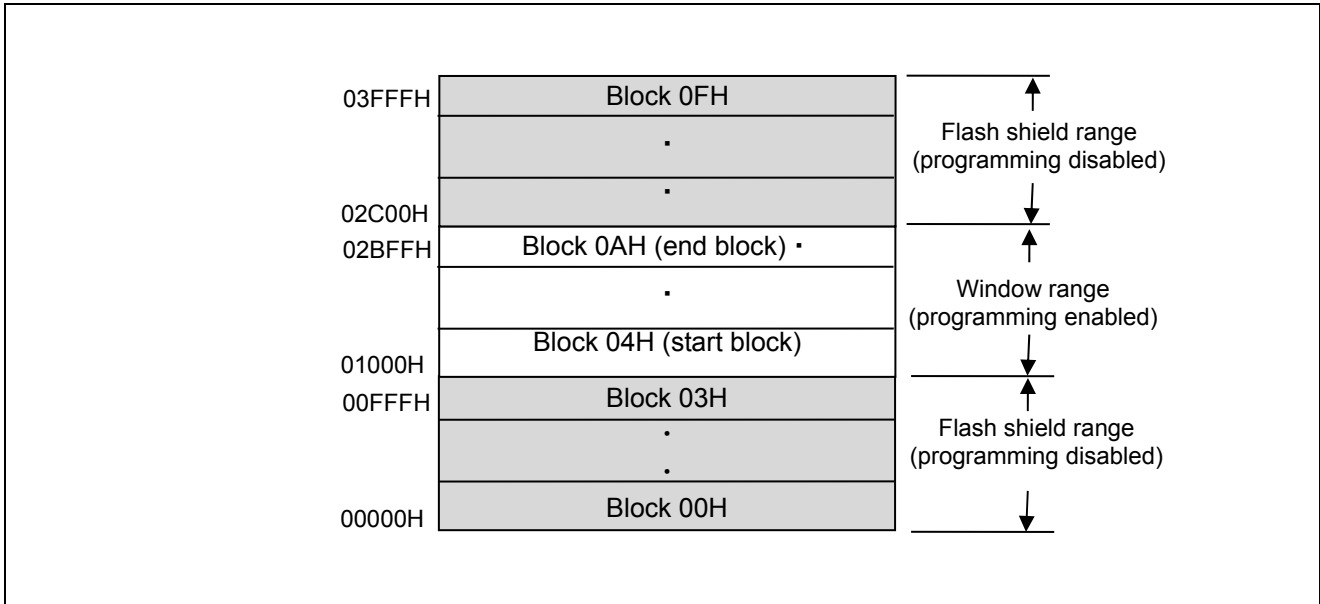 03FFFH
Block 0FH
Flash shield range
(programming disabled)
02C00H
02BFFH
Block 0AH (end block)
Window range
(programming enabled)
Block 04H (start block)
01000H
00FFFH
Block 03H
Flash shield range
(programming disabled)
00000H
Block 00H